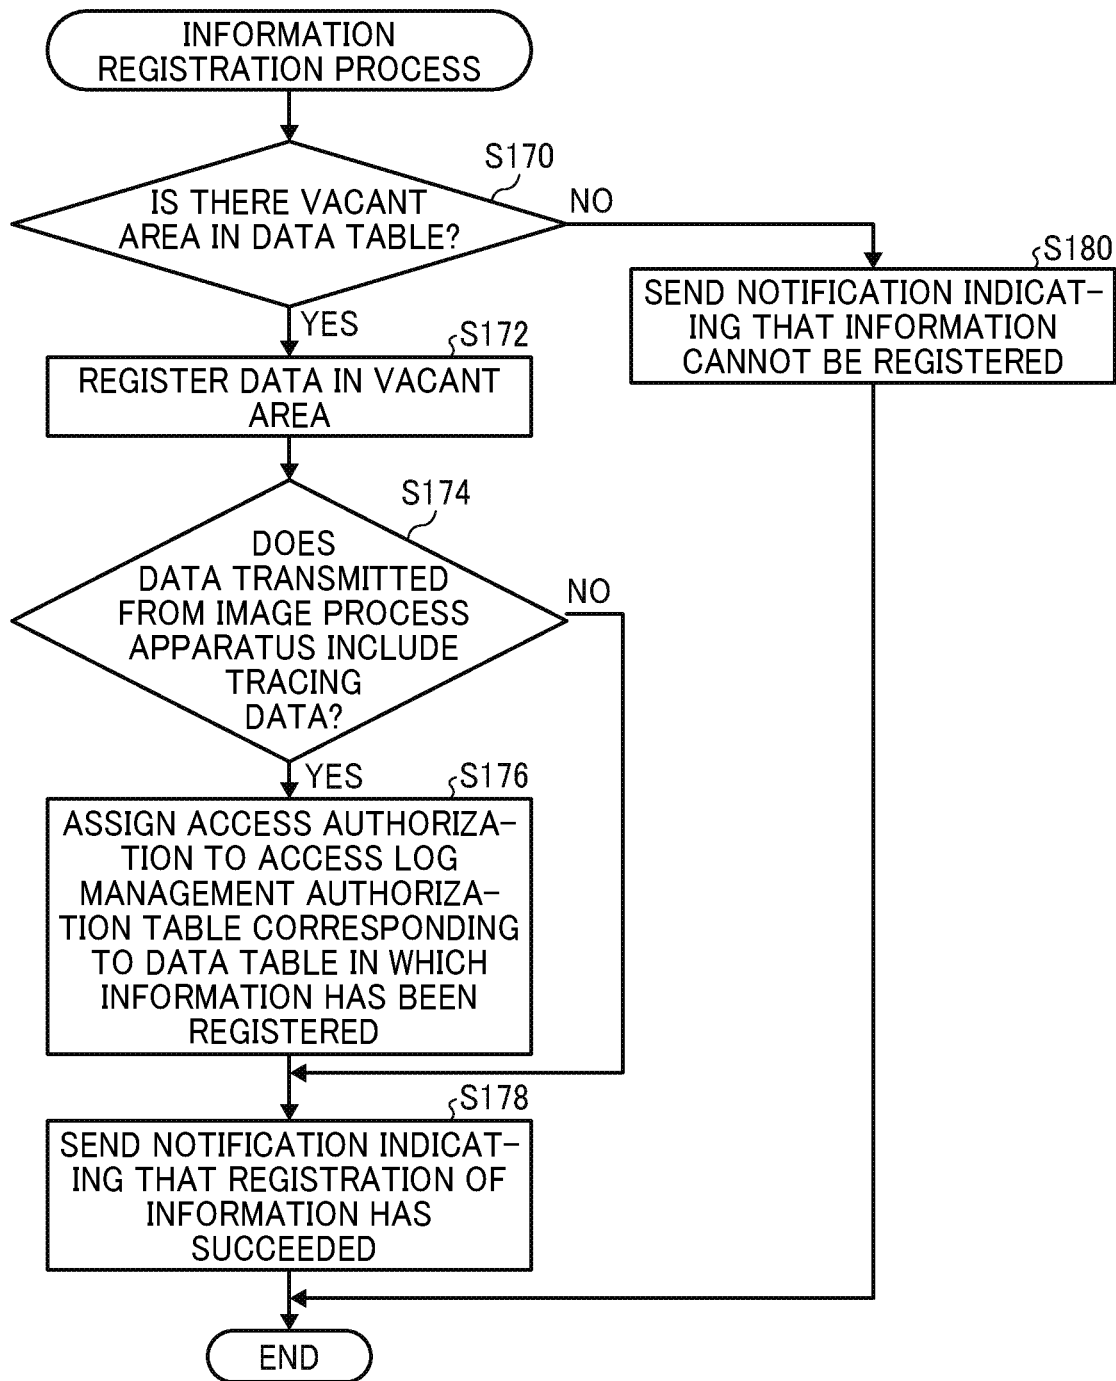 INFORMATION
REGISTRATION PROCESS
S170
IS THERE VACANT
AREA IN DATA TABLE?
NO
S180
SEND NOTIFICATION INDICAT-
ING THAT INFORMATION
CANNOT BE REGISTERED
YES
S172
REGISTER DATA IN VACANT
AREA
S174
DOES
DATA TRANSMITTED
FROM IMAGE PROCESS
APPARATUS INCLUDE
TRACING
DATA?
NO
YES
S176
ASSIGN ACCESS AUTHORIZA-
TION TO ACCESS LOG
MANAGEMENT AUTHORIZA-
TION TABLE CORRESPONDING
TO DATA TABLE IN WHICH
INFORMATION HAS BEEN
REGISTERED
S178
SEND NOTIFICATION INDICAT-
ING THAT REGISTRATION OF
INFORMATION HAS
SUCCEEDED
END